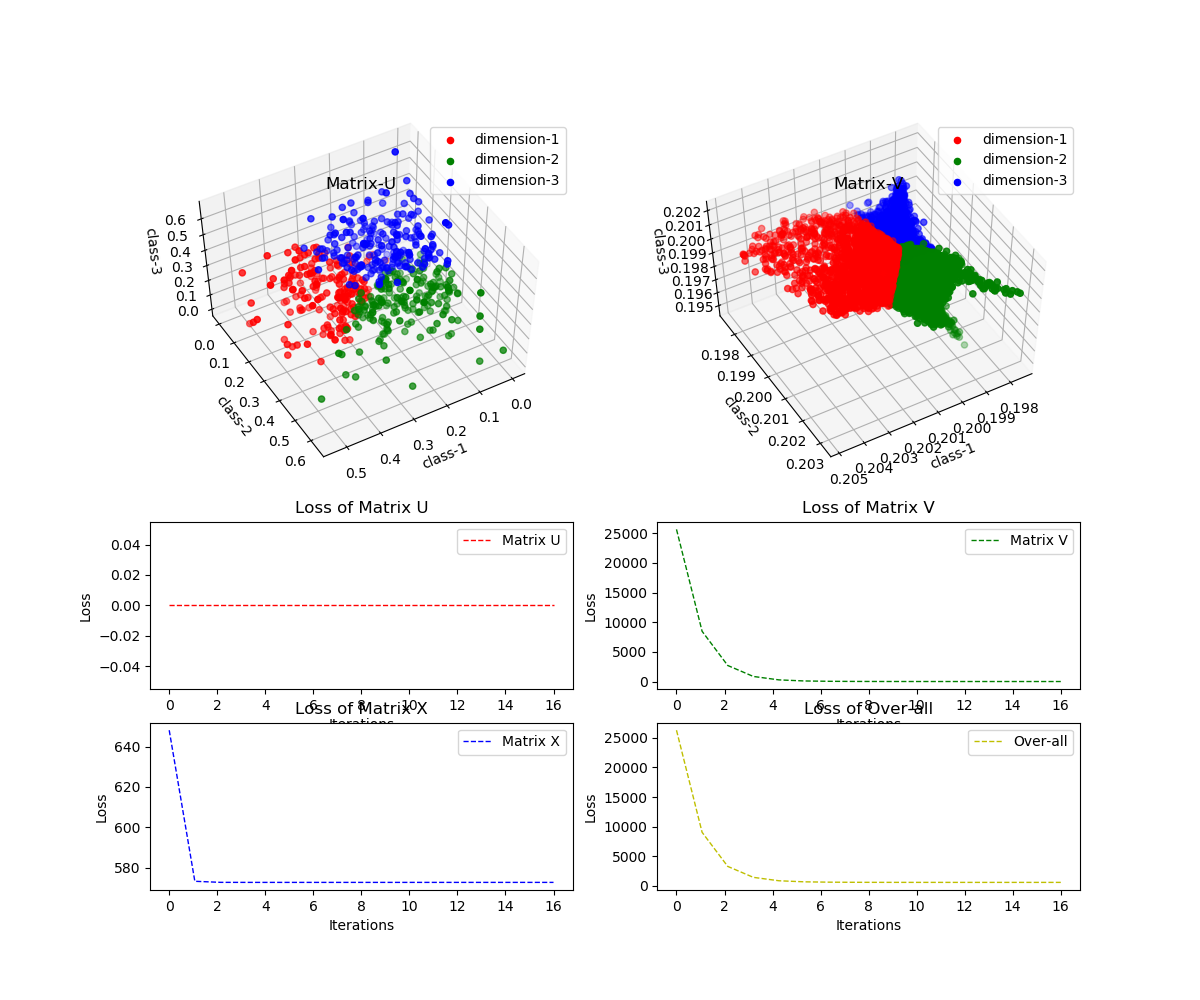 Matrix-U
dimension-1
dimension-2
dimension-3
class-3
0.6
0.5
0.4
0.3
0.2
0.1
0.0
class-2
0.0
0.1
0.2
0.3
0.4
0.5
0.6
class-1
0.5
0.4
0.3
0.2
0.1
0.0
Matrix-V
dimension-1
dimension-2
dimension-3
class-3
0.202
0.201
0.200
0.199
0.198
0.197
0.196
0.195
class-2
0.198
0.199
0.200
0.201
0.202
0.203
class-1
0.205
0.204
0.203
0.202
0.201
0.200
0.199
0.198
Loss of Matrix U
Matrix U
Loss
0.04
0.02
0.00
−0.02
−0.04
0 2 4 6 8 10 12 14 16
Iterations
Loss of Matrix V
Matrix V
Loss
25000
20000
15000
10000
5000
0
0 2 4 6 8 10 12 14 16
Iterations
Loss of Matrix X
Matrix X
Loss
640
620
600
580
0 2 4 6 8 10 12 14 16
Iterations
Loss of Over-all
Over-all
Loss
25000
20000
15000
10000
5000
0
0 2 4 6 8 10 12 14 16
Iterations